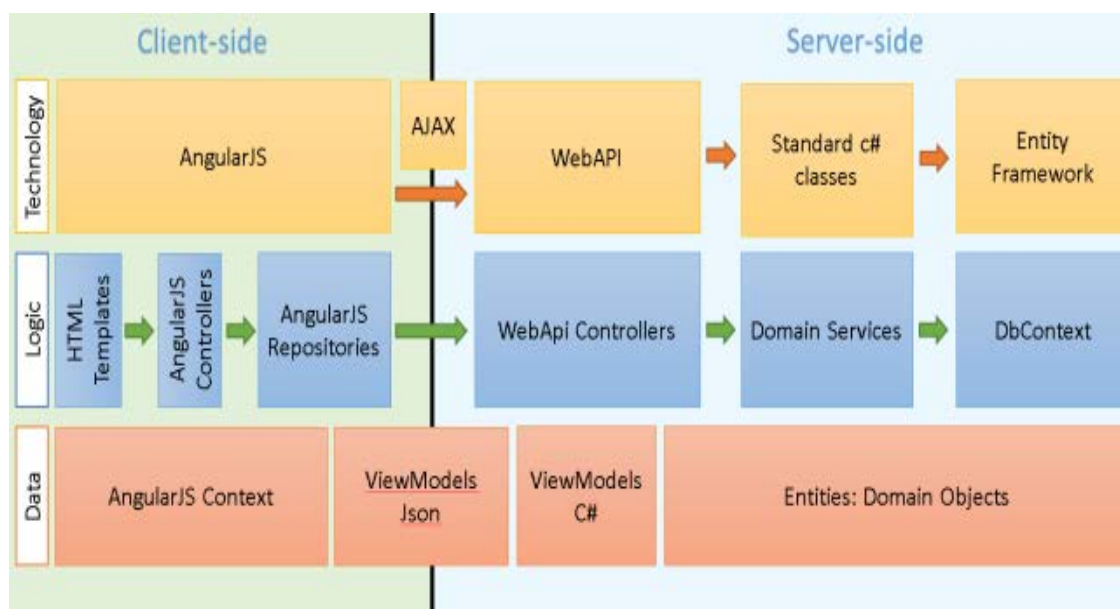 Client-side
Server-side
Technology
AngularJS
AJAX
WebAPI
Standard c#
classes
Entity
Framework
Logic
HTML
Templates
AngularJS
Controllers
AngularJS
Repositories
WebApi Controllers
Domain Services
DbContext
Data
AngularJS Context
ViewModels
Json
ViewModels
C#
Entities: Domain Objects